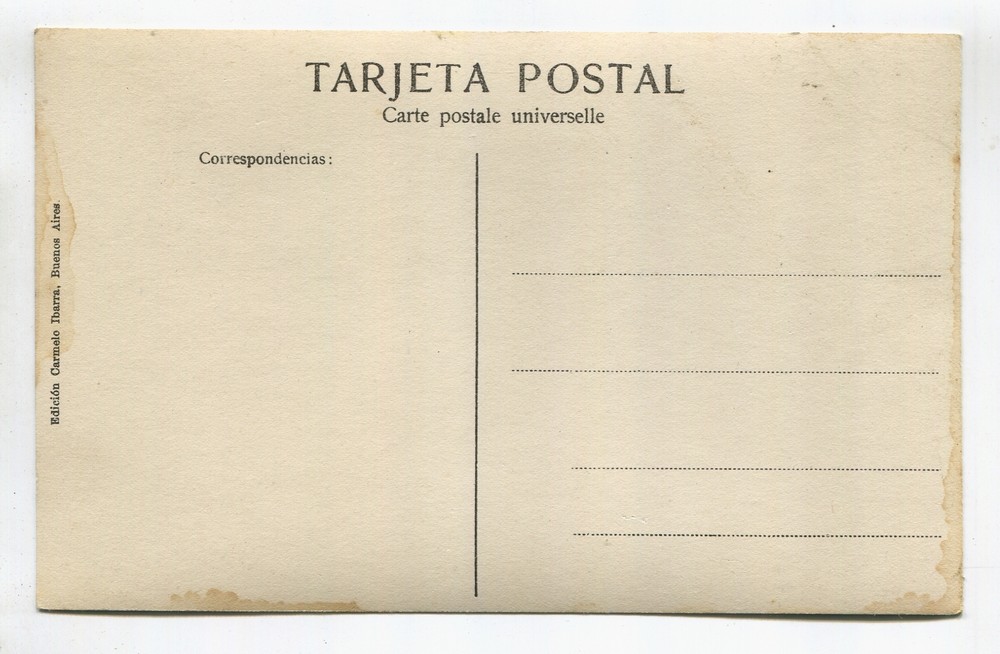 TARJETA POSTAL
Carte postale universelle
Correspondencias:
Edición Carmelo Ibarra, Buenos Aires.